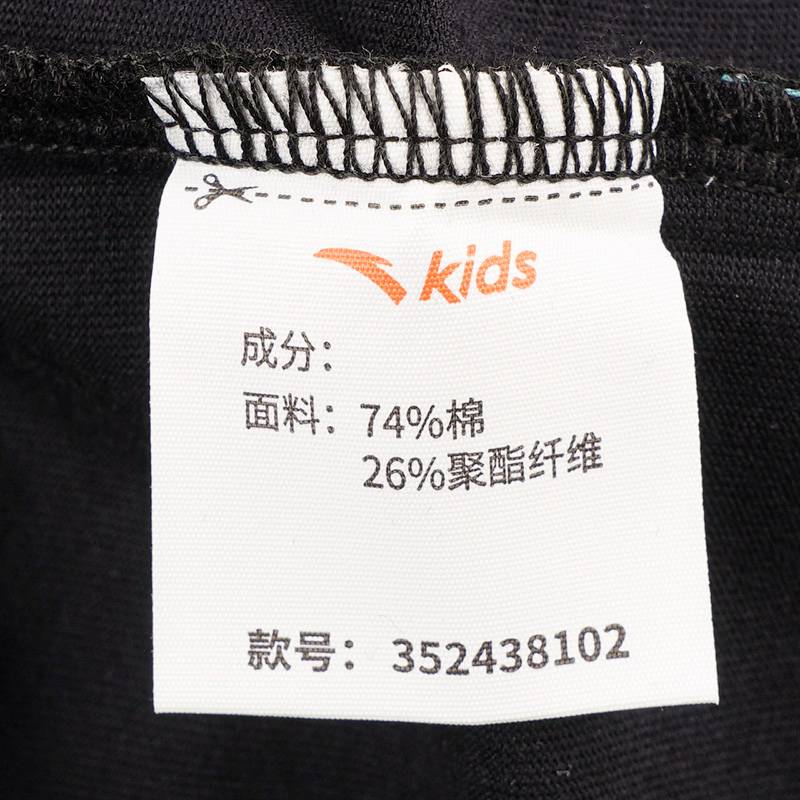 kids
成分：
面料：74%棉
26%聚酯纤维
款号：352438102